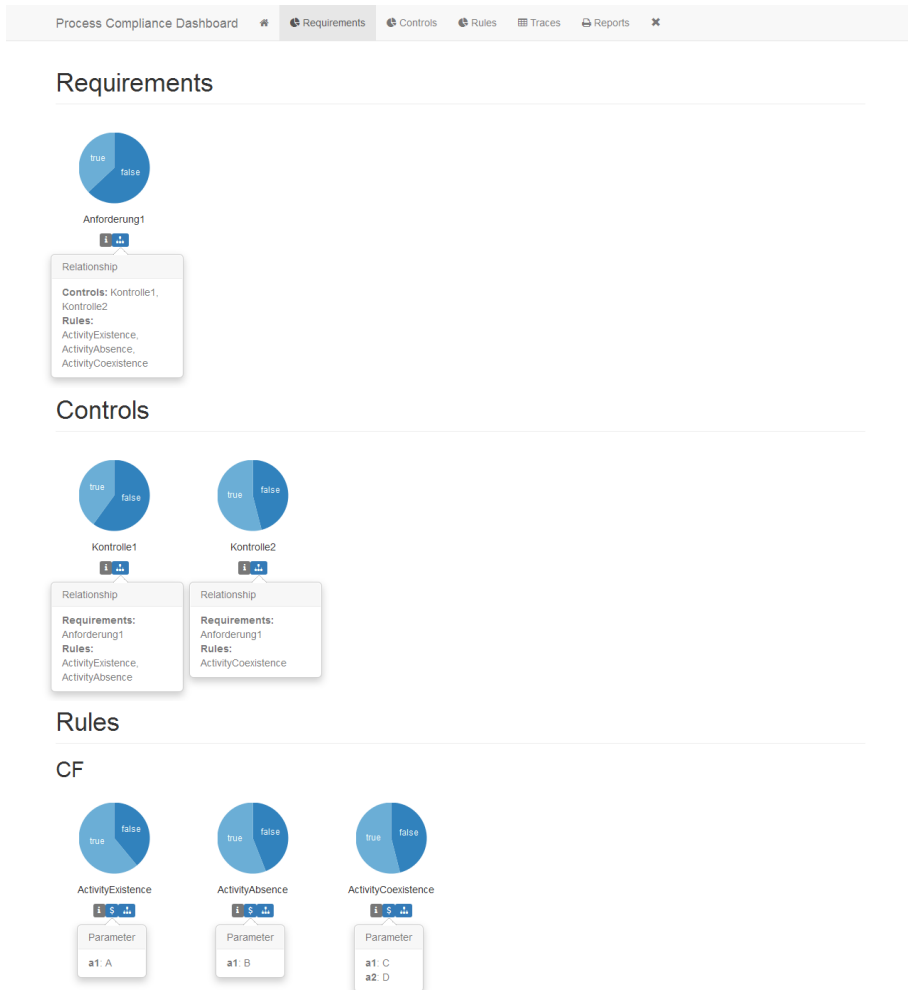 Process Compliance Dashboard Requirements Controls Rules Traces Reports
Requirements
true
false
Anforderung1
i
Relationship
Controls: Kontrolle1,
Kontrolle2
Rules:
ActivityExistence,
ActivityAbsence,
ActivityCoexistence
Controls
true false
true false
Kontrolle1 Kontrolle2
i i
Relationship
Requirements:
Anforderung1
Rules:
ActivityExistence,
ActivityAbsence
Relationship
Requirements:
Anforderung1
Rules:
ActivityCoexistence
Rules
CF
true false
true false
true false
ActivityExistence ActivityAbsence ActivityCoexistence
i $ i $ i $
Parameter
a1: A
Parameter
a1: B
Parameter
a1: C
a2: D